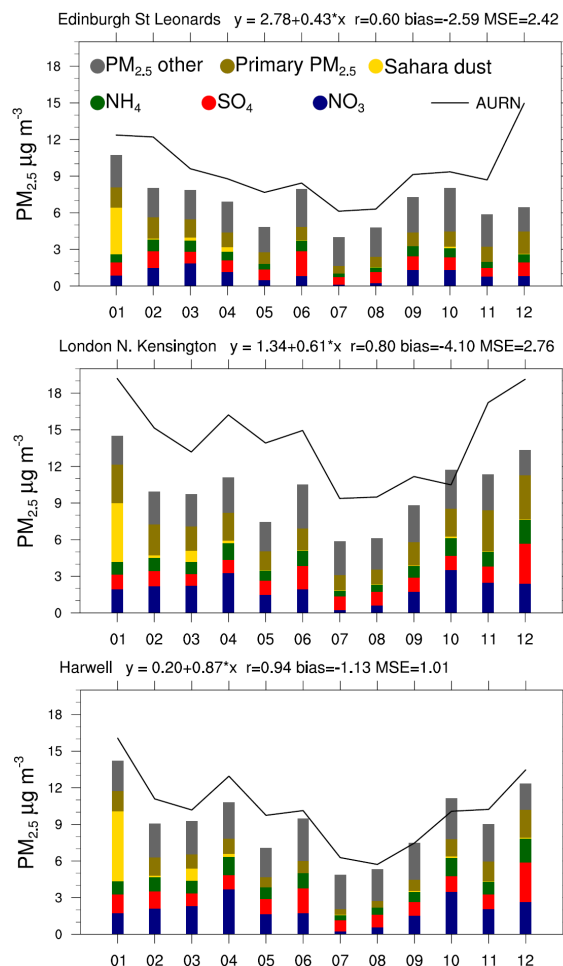 Edinburgh St Leonards y = 2.78+0.43*x r=0.60 bias=-2.59 MSE=2.42
PM2.5 other Primary PM2.5 Sahara dust
NH4 SO4 NO3 AURN
PM2.5 µg m-3
18
15
12
9
6
3
0
01 02 03 04 05 06 07 08 09 10 11 12
London N. Kensington y = 1.34+0.61*x r=0.80 bias=-4.10 MSE=2.76
PM2.5 µg m-3
18
15
12
9
6
3
0
01 02 03 04 05 06 07 08 09 10 11 12
Harwell y = 0.20+0.87*x r=0.94 bias=-1.13 MSE=1.01
PM2.5 µg m-3
18
15
12
9
6
3
0
01 02 03 04 05 06 07 08 09 10 11 12